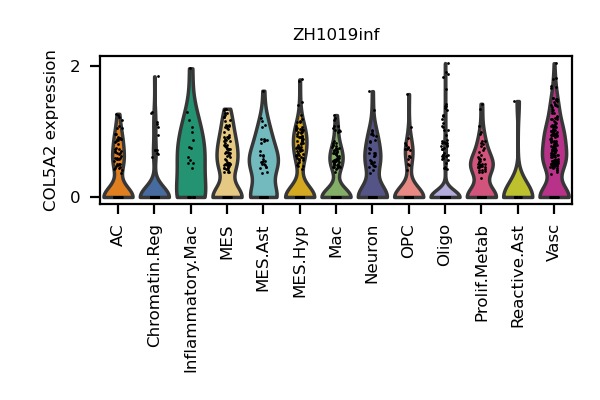 ZH1019inf
COL5A2 expression
2
0
AC
Chromatin.Reg
Inflammatory.Mac
MES
MES.Ast
MES.Hyp
Mac
Neuron
OPC
Oligo
Prolif.Metab
Reactive.Ast
Vasc